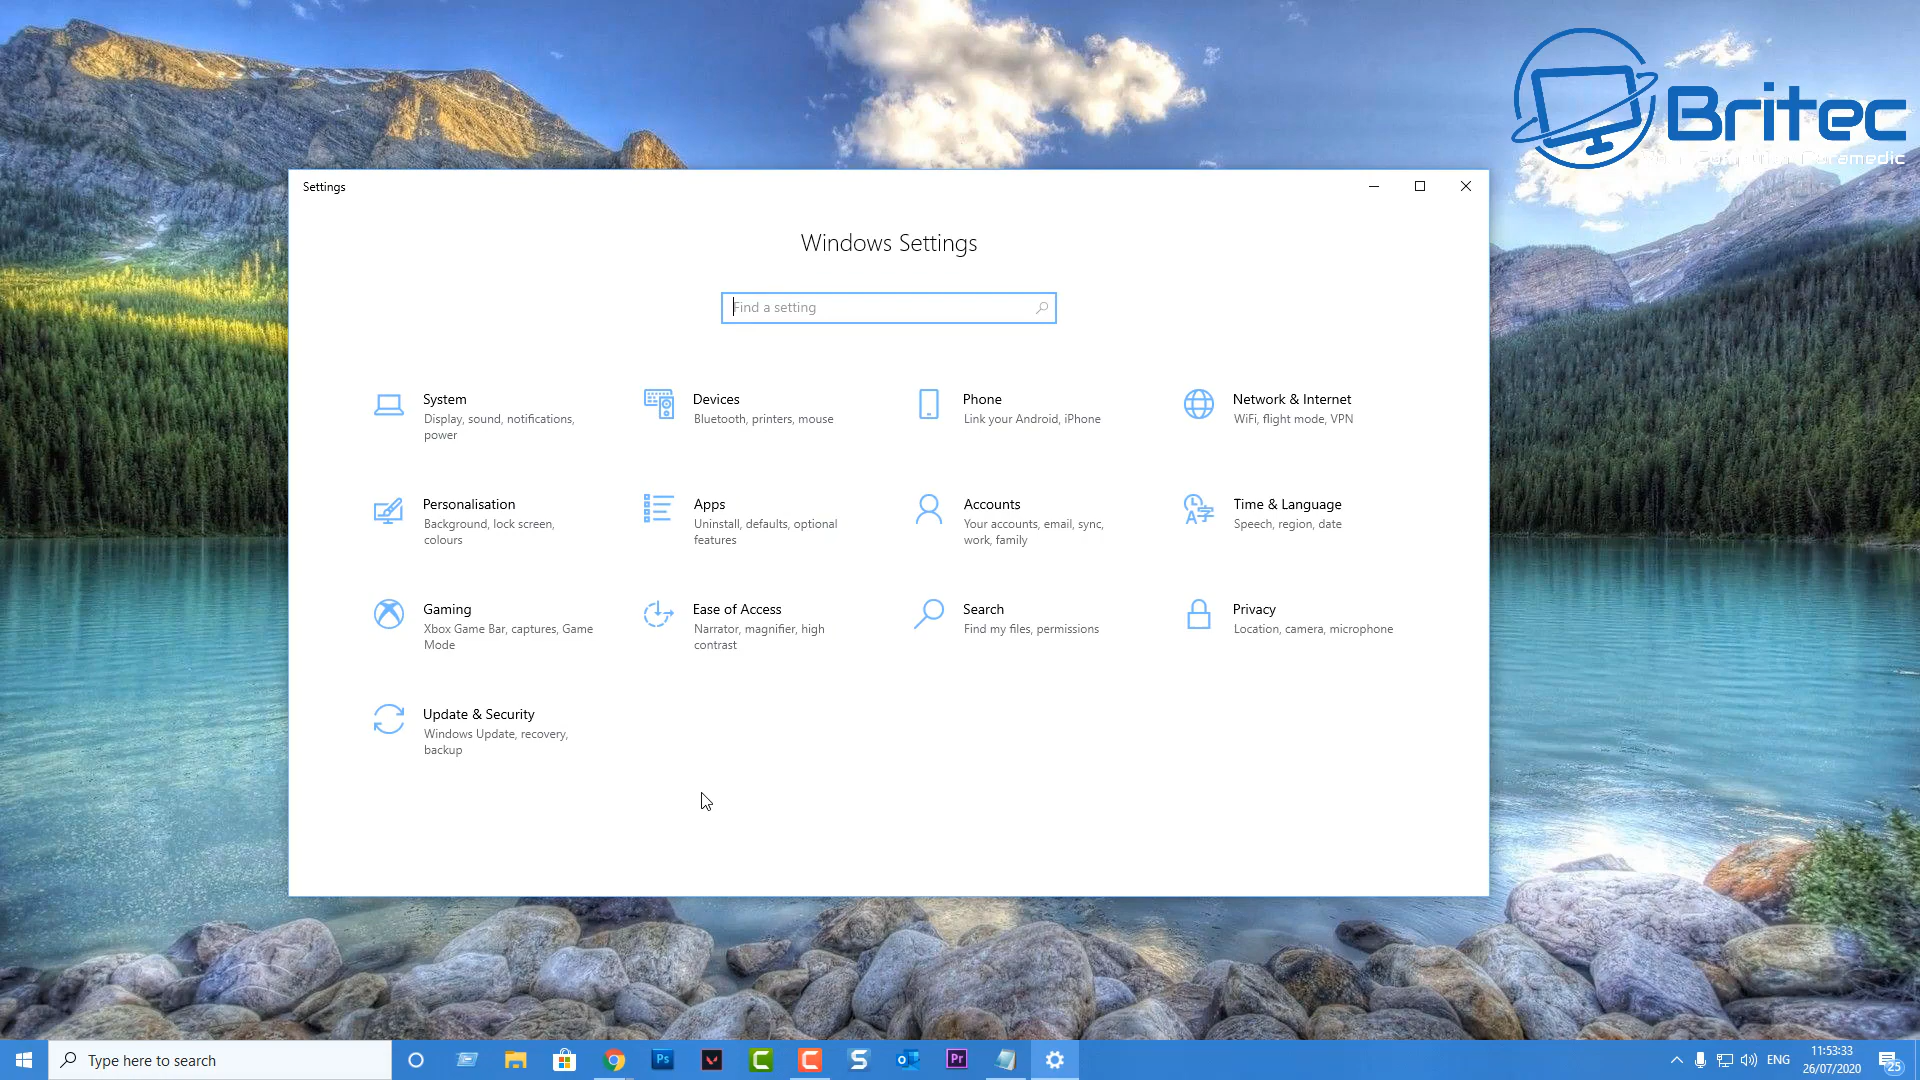 Britec
Paramedic
Settings
Windows Settings
Find a setting
System
Display, sound, notifications,
power
Devices
Bluetooth, printers, mouse
Phone
Link your Android, iPhone
Network & Internet
WiFi, flight mode, VPN
Personalisation
Background, lock screen,
colours
Apps
Uninstall, defaults, optional
features
Accounts
Your accounts, email, sync,
work, family
Time & Language
Speech, region, date
Gaming
Xbox Game Bar, captures, Game
Mode
Ease of Access
Narrator, magnifier, high
contrast
Search
Find my files, permissions
Privacy
Location, camera, microphone
Update & Security
Windows Update, recovery,
backup
Type here to search
Ps
Pr
ENG
11:53:33
26/07/2020
25